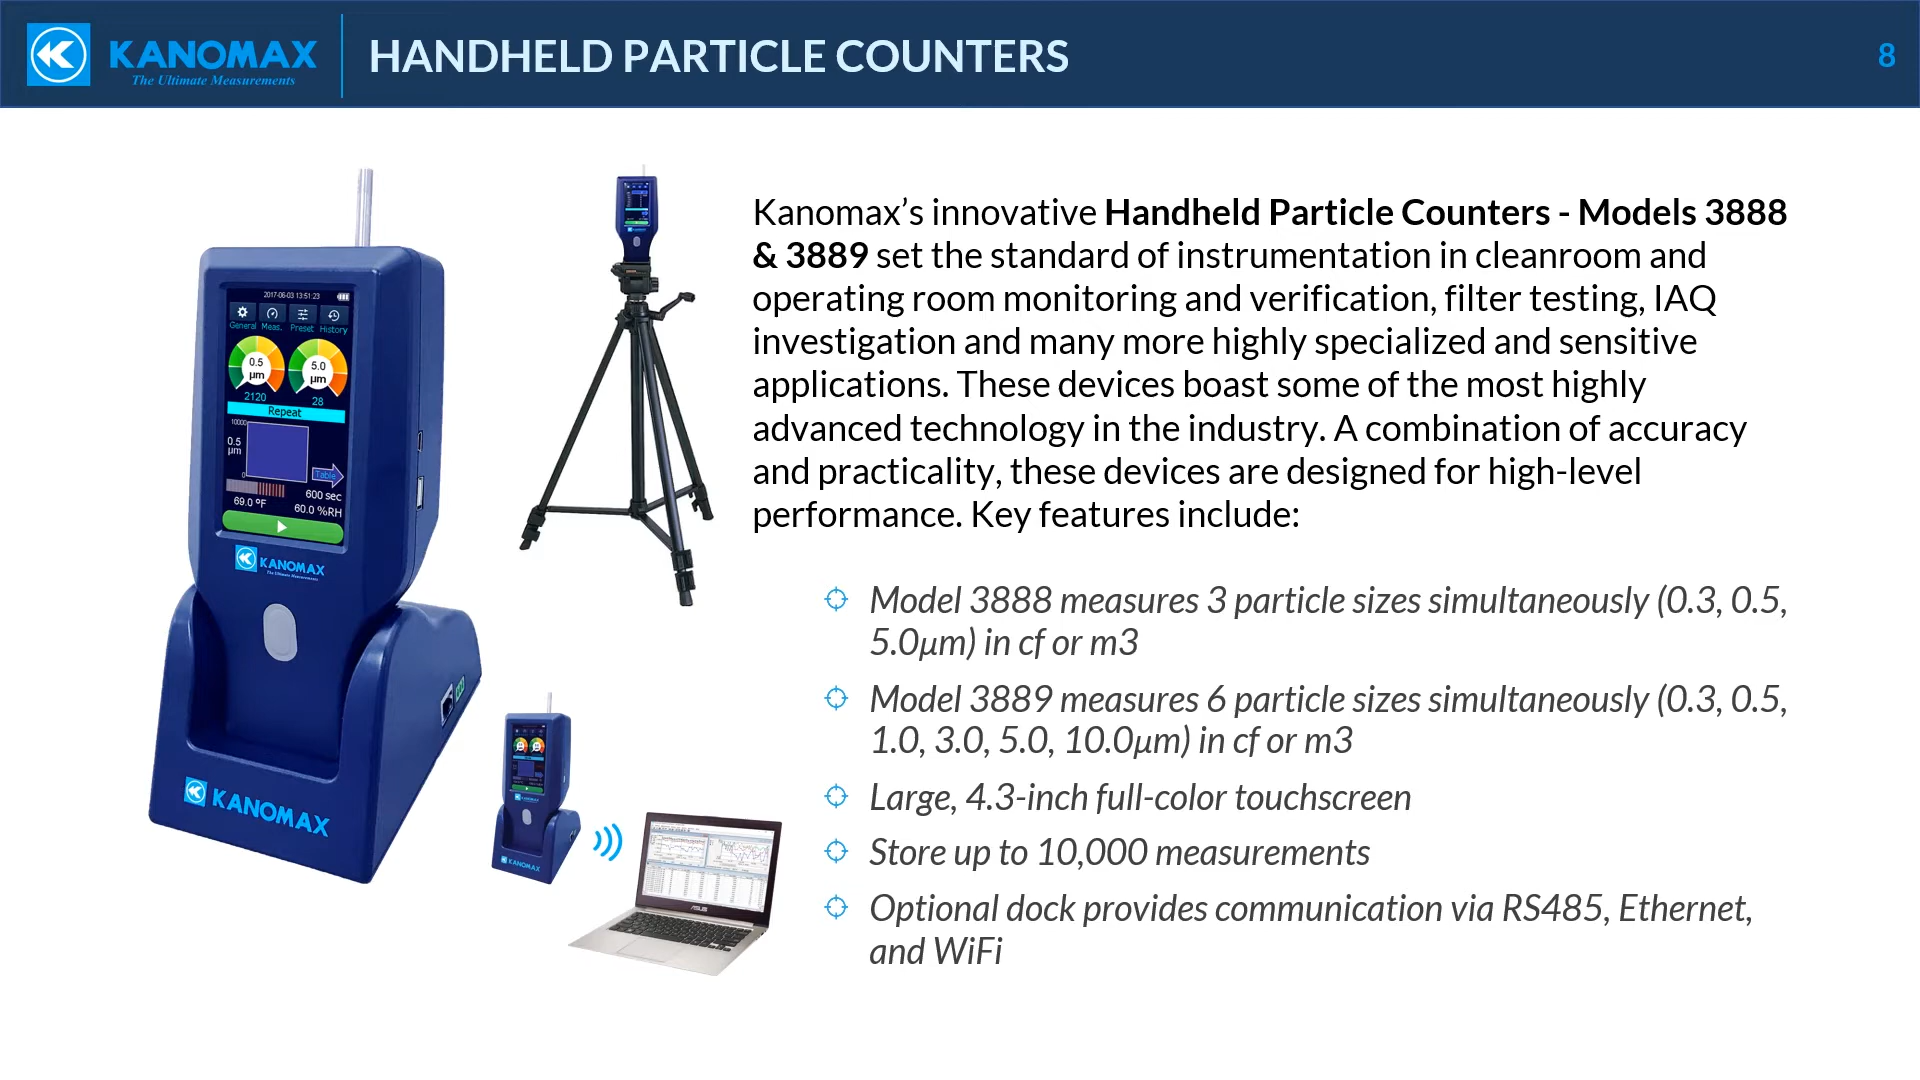 KANOMAX
The Ultimate Measurements
HANDHELD PARTICLE COUNTERS
8
2017-06-03 13:51:23
General Meas. Preset History
0.5 µm
5.0 µm
2120
28
Repeat
10000
0.5 µm
0
Table
600 sec
69.0 ºF
60.0 %RH
KANOMAX
The Ultimate Measurements
KANOMAX
KANOMAX
KANOMAX
ASUS
Kanomax’s innovative Handheld Particle Counters - Models 3888
& 3889 set the standard of instrumentation in cleanroom and
operating room monitoring and verification, filter testing, IAQ
investigation and many more highly specialized and sensitive
applications. These devices boast some of the most highly
advanced technology in the industry. A combination of accuracy
and practicality, these devices are designed for high-level
performance. Key features include:
Model 3888 measures 3 particle sizes simultaneously (0.3, 0.5,
5.0µm) in cf or m3
Model 3889 measures 6 particle sizes simultaneously (0.3, 0.5,
1.0, 3.0, 5.0, 10.0µm) in cf or m3
Large, 4.3-inch full-color touchscreen
Store up to 10,000 measurements
Optional dock provides communication via RS485, Ethernet,
and WiFi